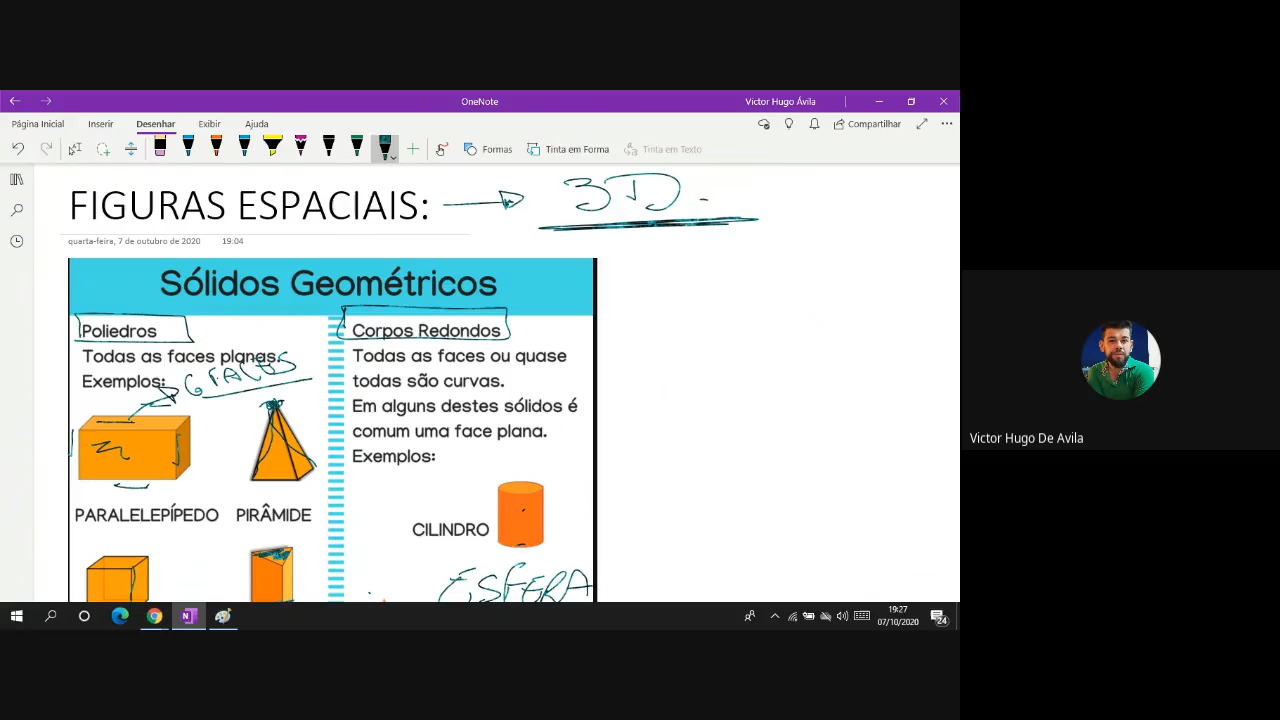 OneNote
Victor Hugo Ávila
Página Inicial Inserir Desenhar Exibir Ajuda
Compartilhar
Formas Tinta em Forma Tinta em Texto
FIGURAS ESPACIAIS: 3D.
quarta-feira, 7 de outubro de 2020 19:04
Sólidos Geométricos
Poliedros
Todas as faces planas.
Exemplos:
6 FACES
PARALELEPÍPEDO PIRÂMIDE
Corpos Redondos
Todas as faces ou quase
todas são curvas.
Em alguns destes sólidos é
comum uma face plana.
Exemplos:
CILINDRO
ESFERA
Victor Hugo De Avila
19:27
07/10/2020
24